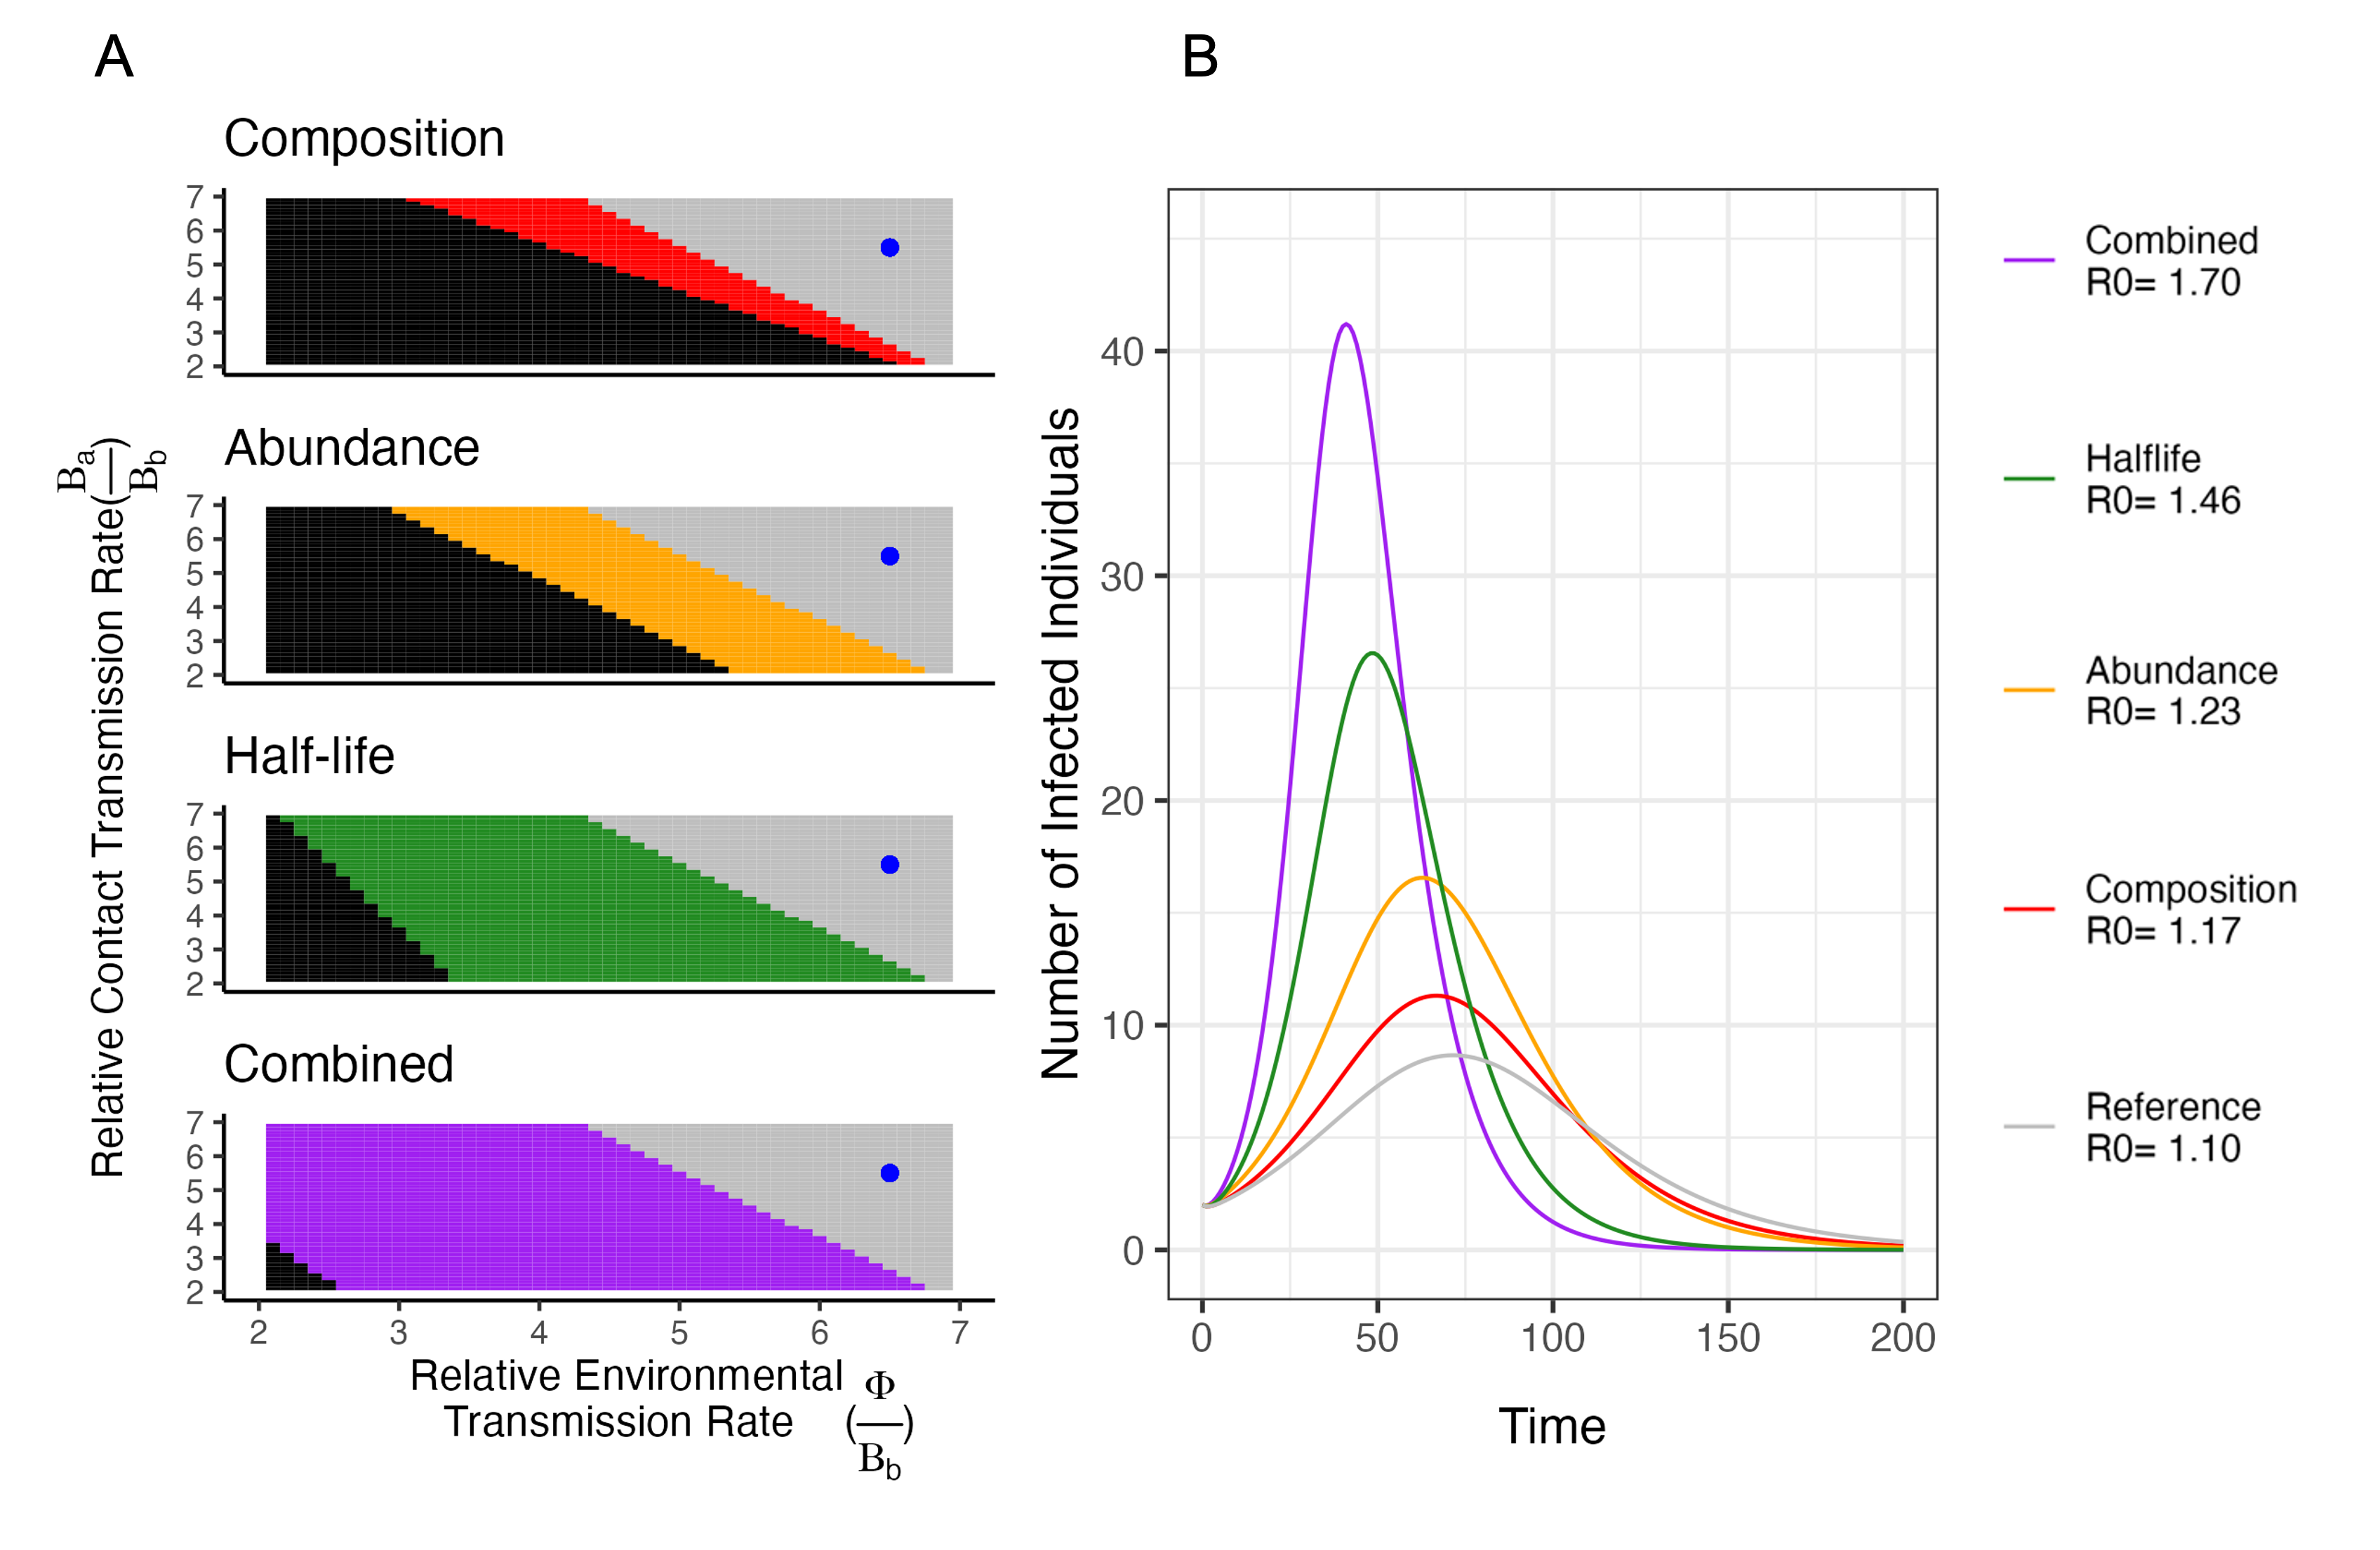 A
B
Composition
7
6
5
4
3
2
Abundance
7
6
5
4
3
2
Half-life
7
6
5
4
3
2
Combined
7
6
5
4
3
2
2 3 4 5 6 7
Relative Contact Transmission Rate(Ba/Bb)
Relative Environmental
Transmission Rate (Φ/Bb)
Number of Infected Individuals
40
30
20
10
0
0 50 100 150 200
Time
Combined
R0= 1.70
Halflife
R0= 1.46
Abundance
R0= 1.23
Composition
R0= 1.17
Reference
R0= 1.10